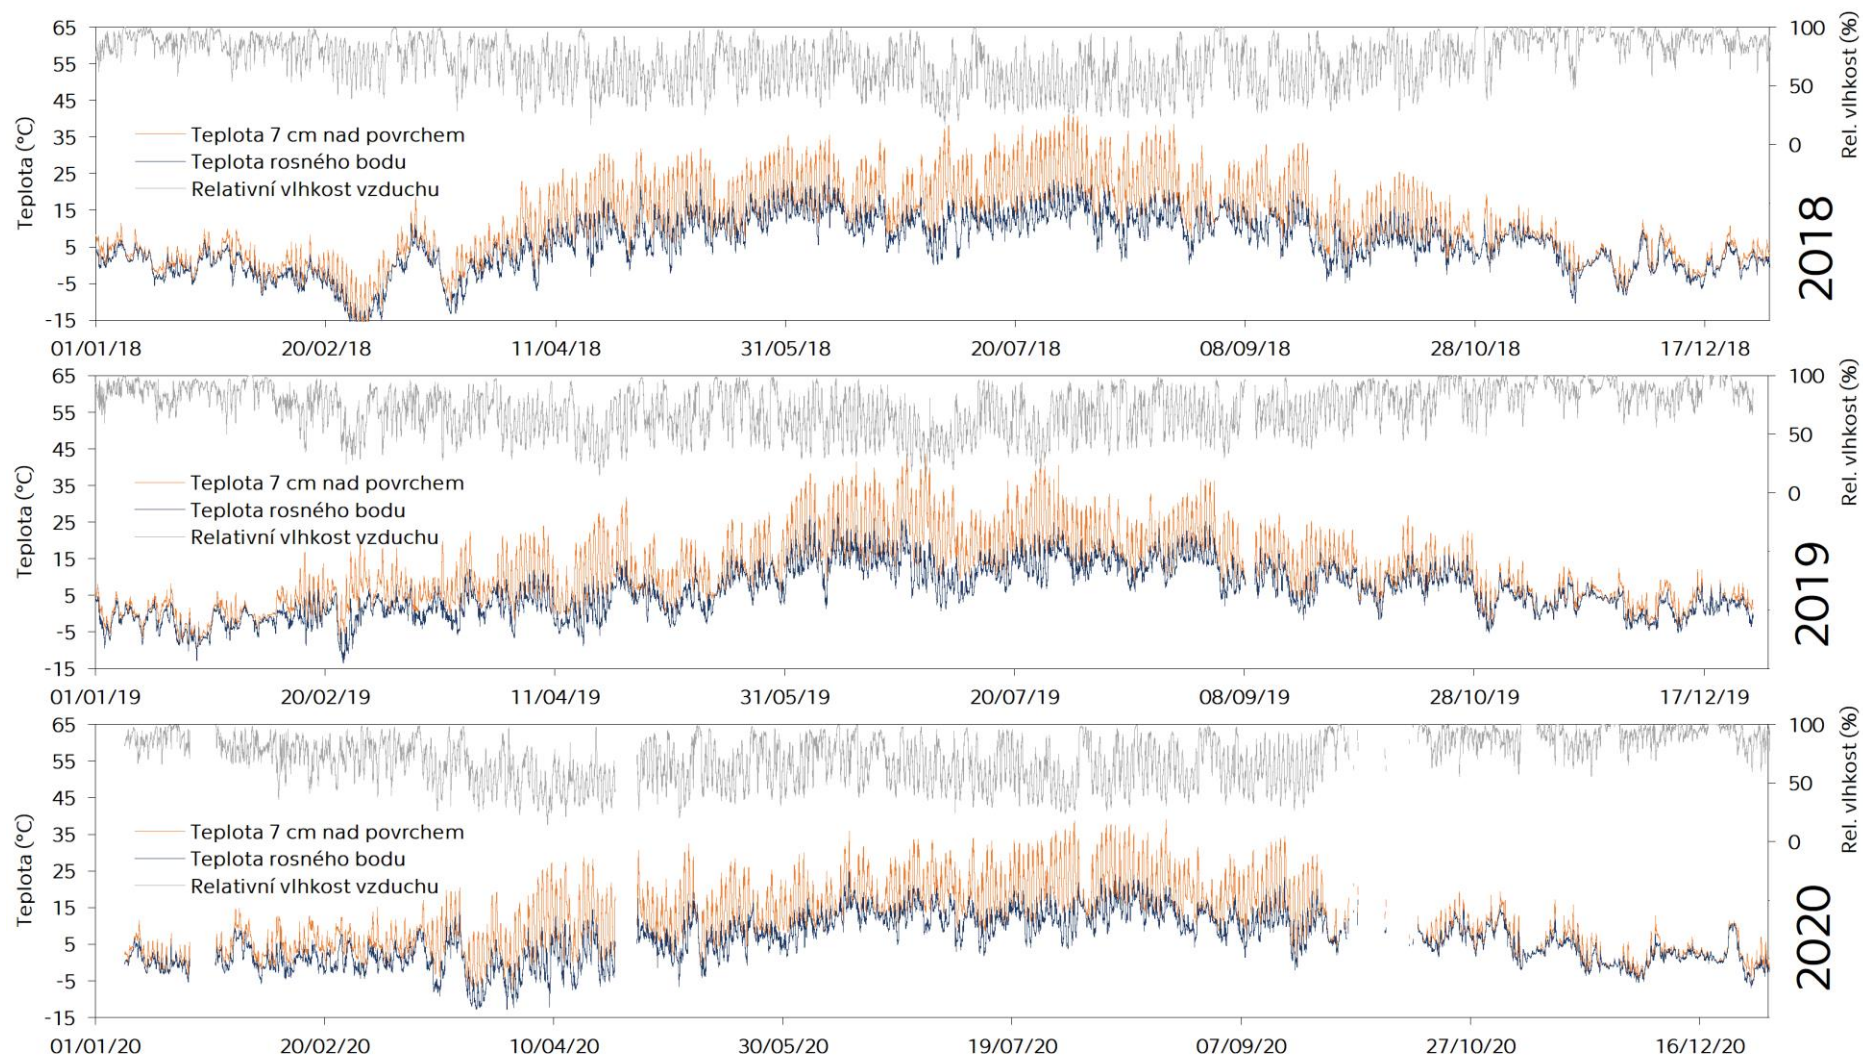 65
55
45
35
25
15
5
-5
-15
Teplota (°C)
100
50
0
Rel. vlhkost (%)
Teplota 7 cm nad povrchem
Teplota rosného bodu
Relativní vlhkost vzduchu
2018
01/01/18 20/02/18 11/04/18 31/05/18 20/07/18 08/09/18 28/10/18 17/12/18
65
55
45
35
25
15
5
-5
-15
Teplota (°C)
100
50
0
Rel. vlhkost (%)
Teplota 7 cm nad povrchem
Teplota rosného bodu
Relativní vlhkost vzduchu
2019
01/01/19 20/02/19 11/04/19 31/05/19 20/07/19 08/09/19 28/10/19 17/12/19
65
55
45
35
25
15
5
-5
-15
Teplota (°C)
100
50
0
Rel. vlhkost (%)
Teplota 7 cm nad povrchem
Teplota rosného bodu
Relativní vlhkost vzduchu
2020
01/01/20 20/02/20 10/04/20 30/05/20 19/07/20 07/09/20 27/10/20 16/12/20